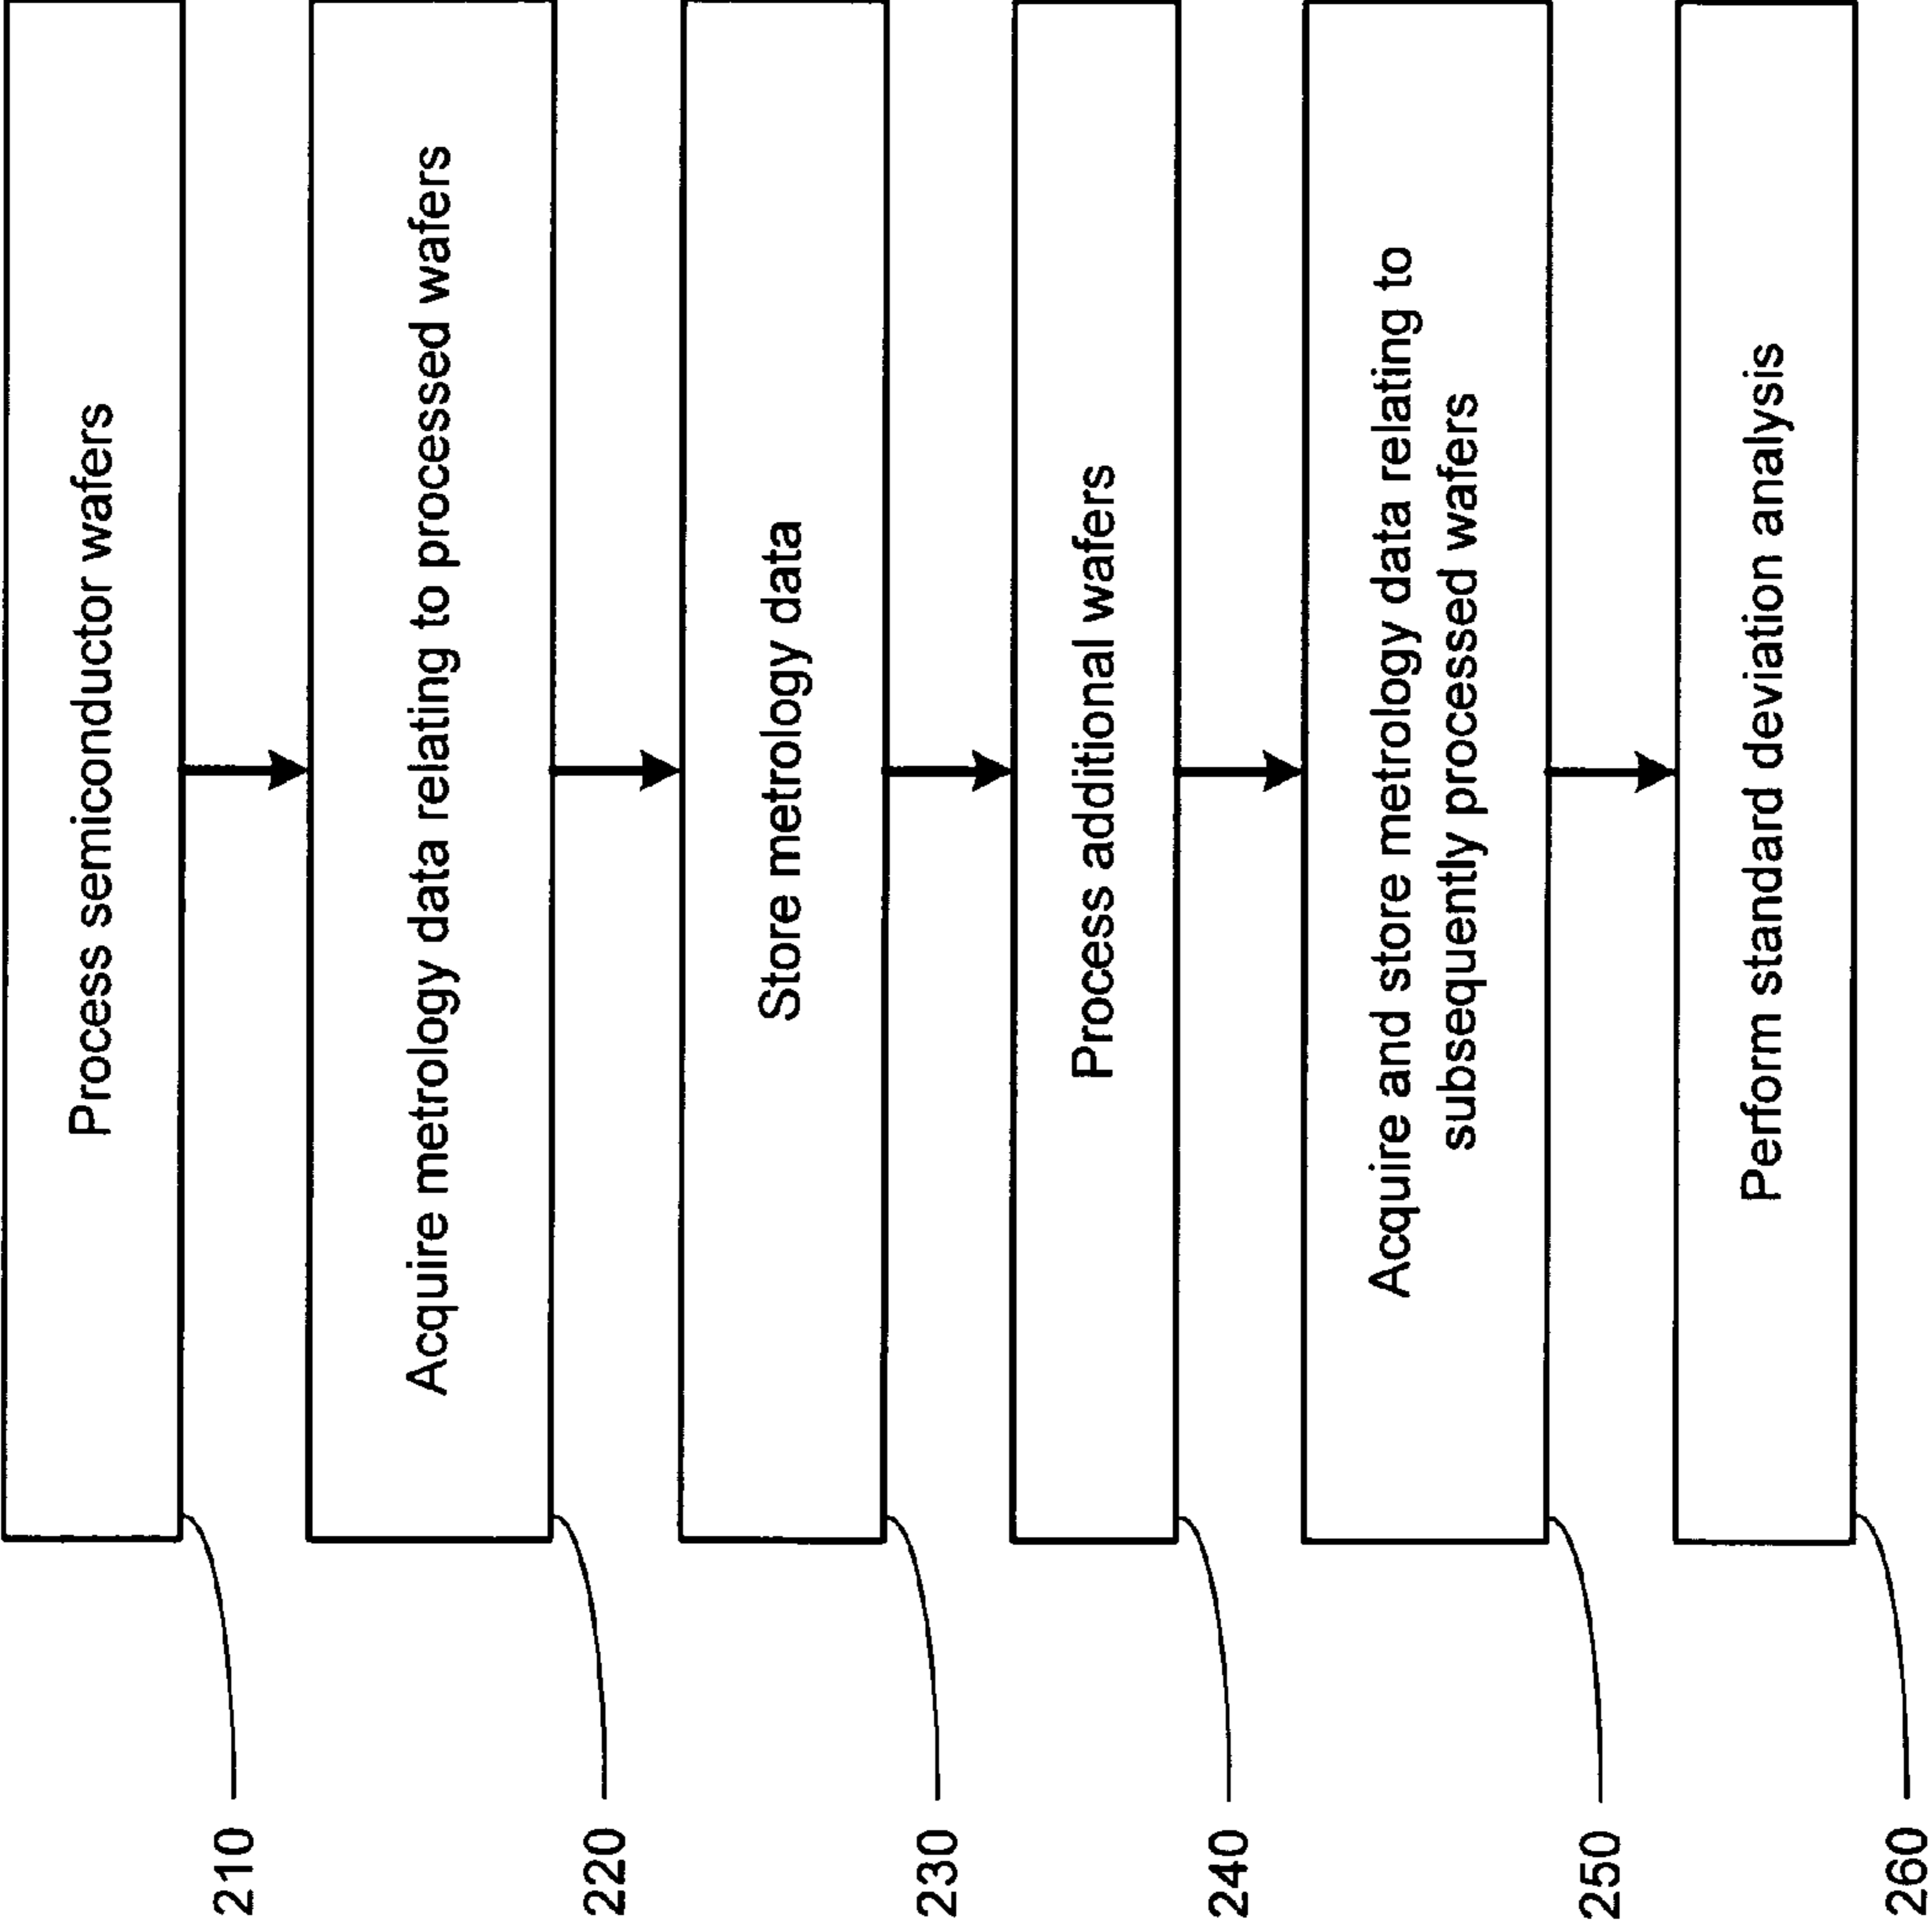 Process semiconductor wafers
210
Acquire metrology data relating to processed wafers
220
Store metrology data
230
Process additional wafers
240
Acquire and store metrology data relating to
subsequently processed wafers
250
Perform standard deviation analysis
260